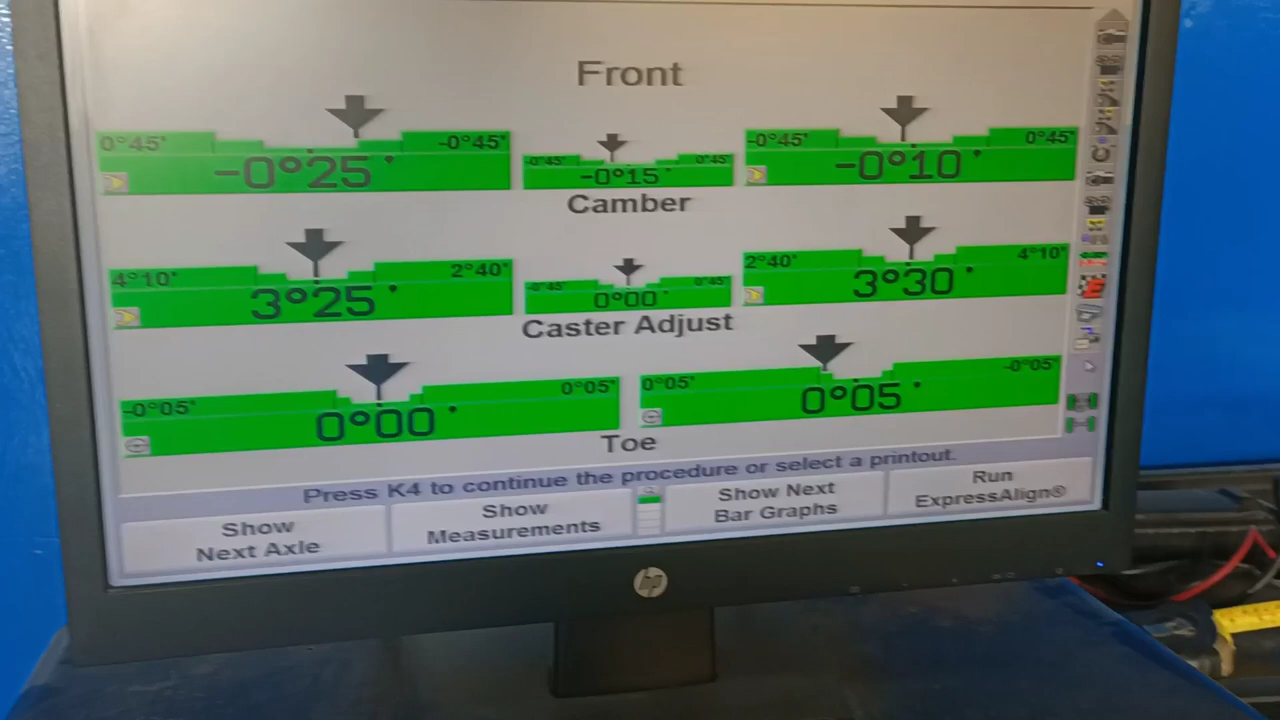 Front
0°45' -0°45' -0°45' 0°45' -0°45' 0°45'
-0°25' -0°15' -0°10'
Camber
4°10' 2°40' -0°45' 0°45' 2°40' 4°10'
3°25' 0°00' 3°30'
Caster Adjust
-0°05' 0°05' 0°05' -0°05'
0°00' 0°05'
Toe
Press K4 to continue the procedure or select a printout.
Show Next Axle
Show Measurements
Show Next Bar Graphs
Run ExpressAlign®
hp